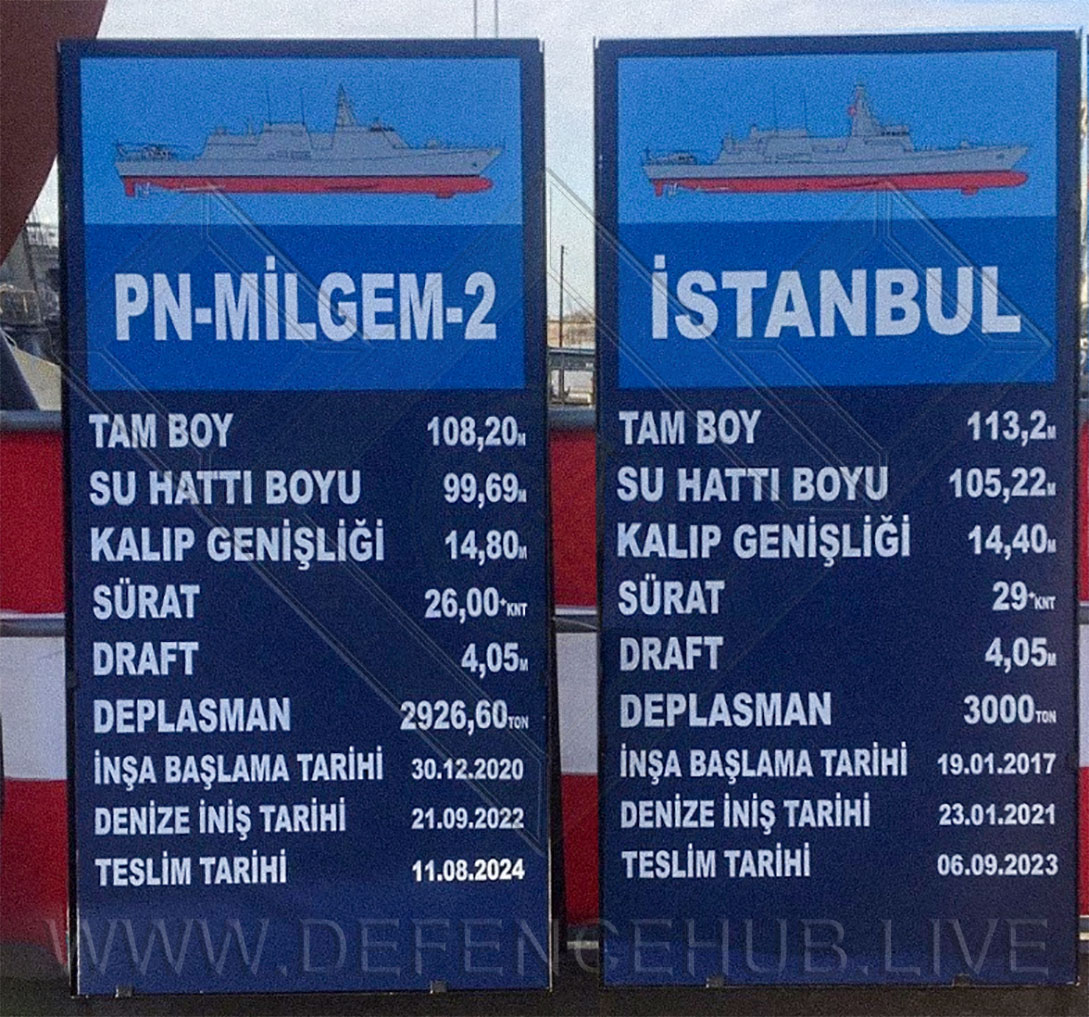 PN-MİLGEM-2
TAM BOY 108,20M
SU HATTI BOYU 99,69M
KALIP GENİŞLİĞİ 14,80M
SÜRAT 26,00+KNT
DRAFT 4,05M
DEPLASMAN 2926,60TON
İNŞA BAŞLAMA TARİHİ 30.12.2020
DENİZE İNİŞ TARİHİ 21.09.2022
TESLİM TARİHİ 11.08.2024
İSTANBUL
TAM BOY 113,2M
SU HATTI BOYU 105,22M
KALIP GENİŞLİĞİ 14,40M
SÜRAT 29+KNT
DRAFT 4,05M
DEPLASMAN 3000TON
İNŞA BAŞLAMA TARİHİ 19.01.2017
DENİZE İNİŞ TARİHİ 23.01.2021
TESLİM TARİHİ 06.09.2023
WWW.DEFENCEHUB.LIVE